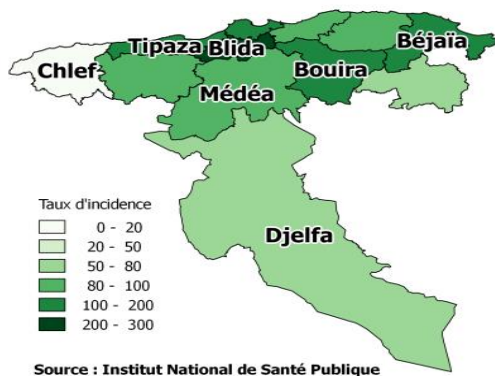 Tipaza
Blida
Béjaïa
Chlef
Bouira
Médéa
Djelfa
Taux d'incidence
0 - 20
20 - 50
50 - 80
80 - 100
100 - 200
200 - 300
Source : Institut National de Santé Publique